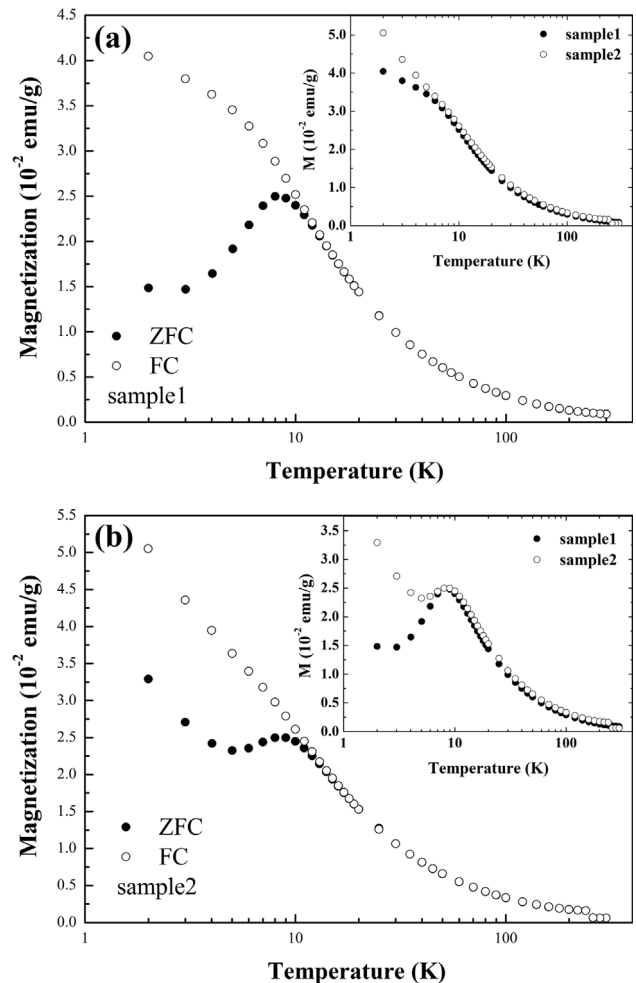 (a)
Magnetization (10⁻² emu/g)
4.5
4.0
3.5
3.0
2.5
2.0
1.5
1.0
0.5
0.0
1
10
100
Temperature (K)
ZFC
FC
sample1
M (10⁻² emu/g)
5.0
4.0
3.0
2.0
1.0
0.0
1
10
100
Temperature (K)
sample1
sample2
(b)
Magnetization (10⁻² emu/g)
5.5
5.0
4.5
4.0
3.5
3.0
2.5
2.0
1.5
1.0
0.5
0.0
1
10
100
Temperature (K)
ZFC
FC
sample2
M (10⁻² emu/g)
3.5
3.0
2.5
2.0
1.5
1.0
0.5
0.0
1
10
100
Temperature (K)
sample1
sample2